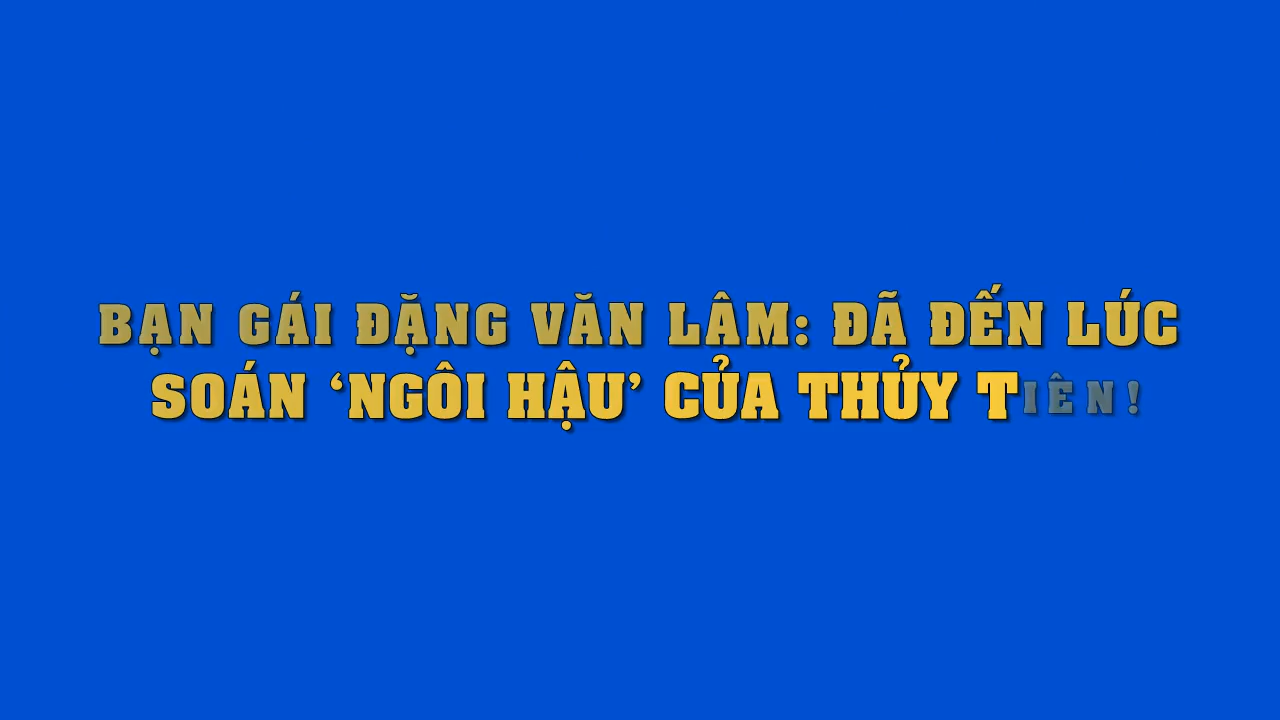 BẠN GÁI ĐẶNG VĂN LÂM: ĐÃ ĐẾN LÚC
SOÁN ‘NGÔI HẬU’ CỦA THỦY TIÊN!